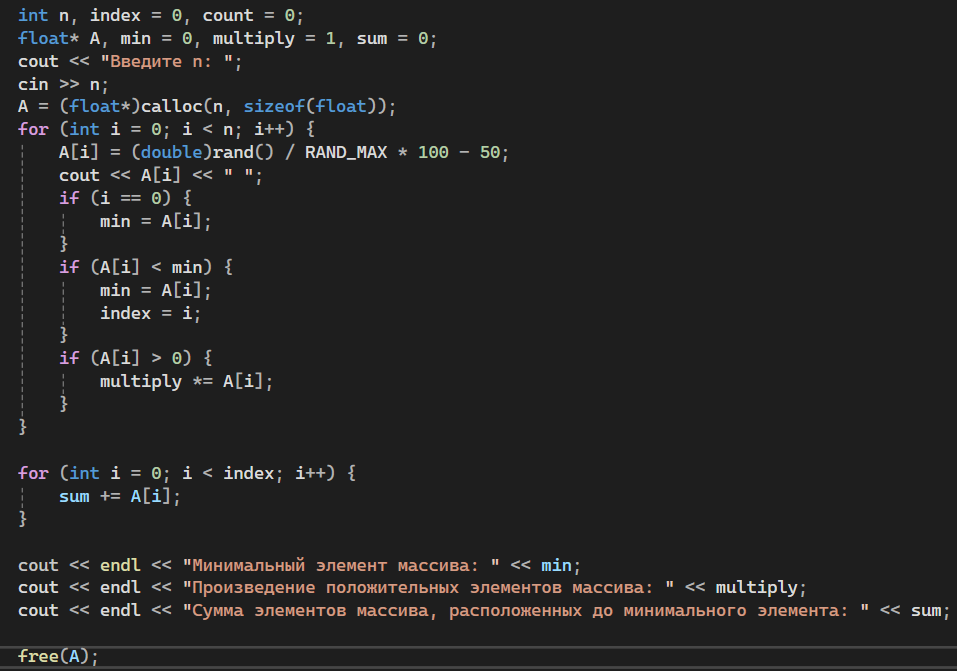 int n, index = 0, count = 0;
float* A, min = 0, multiply = 1, sum = 0;
cout << "Введите n: ";
cin >> n;
A = (float*)calloc(n, sizeof(float));
for (int i = 0; i < n; i++) {
    A[i] = (double)rand() / RAND_MAX * 100 - 50;
    cout << A[i] << " ";
    if (i == 0) {
        min = A[i];
    }
    if (A[i] < min) {
        min = A[i];
        index = i;
    }
    if (A[i] > 0) {
        multiply *= A[i];
    }
}

for (int i = 0; i < index; i++) {
    sum += A[i];
}

cout << endl << "Минимальный элемент массива: " << min;
cout << endl << "Произведение положительных элементов массива: " << multiply;
cout << endl << "Сумма элементов массива, расположенных до минимального элемента: " << sum;

free(A);